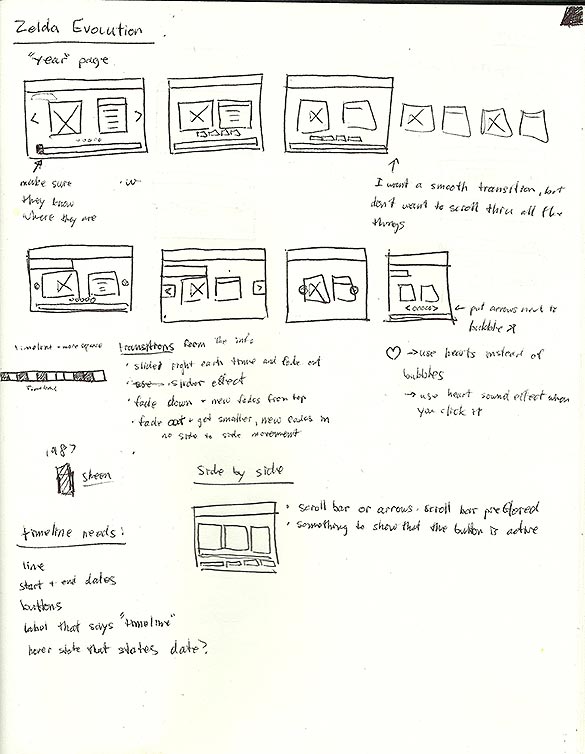 Zelda Evolution
"Year" page
make sure
they know
where they are
I want a smooth transition, but
don't want to scroll thru all the
things
← put arrows next to
bubbles
timeline - more space
timeline
transitions from the info
• slides right each time and fade out
• slider effect
• fade down + new fades from top
• fade out + get smaller, new fades in
no side to side movement
♡ → use hearts instead of
bubbles
→ use heart sound effect when
you click it
1987
sheen
Side by side
• scroll bar or arrows. scroll bar preferred
• something to show that the button is active
timeline needs:
line
start + end dates
buttons
label that says "timeline"
hover state that states date?